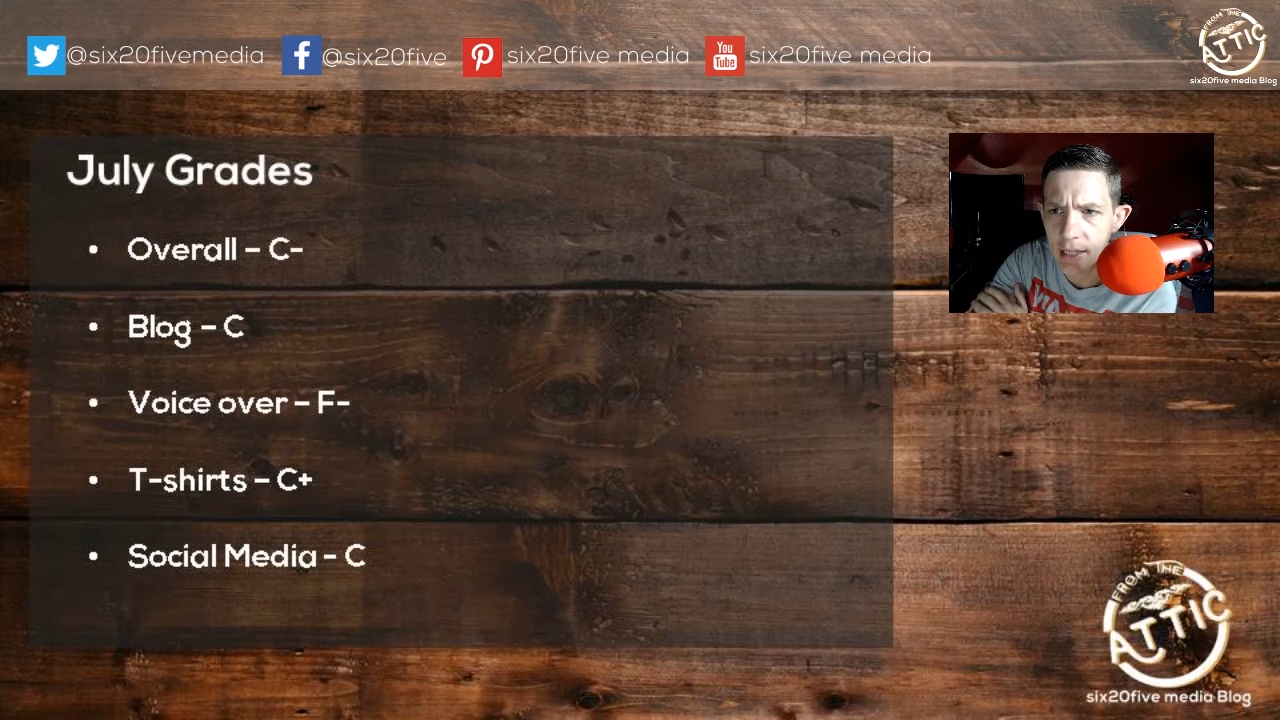 @six20fivemedia
@six20five
six20five media
You
Tube
six20five media
FROM THE
ATTIC
six20five media Blog
July Grades
• Overall – C-
• Blog – C
• Voice over – F-
• T-shirts – C+
• Social Media - C
FROM THE
ATTIC
six20five media Blog